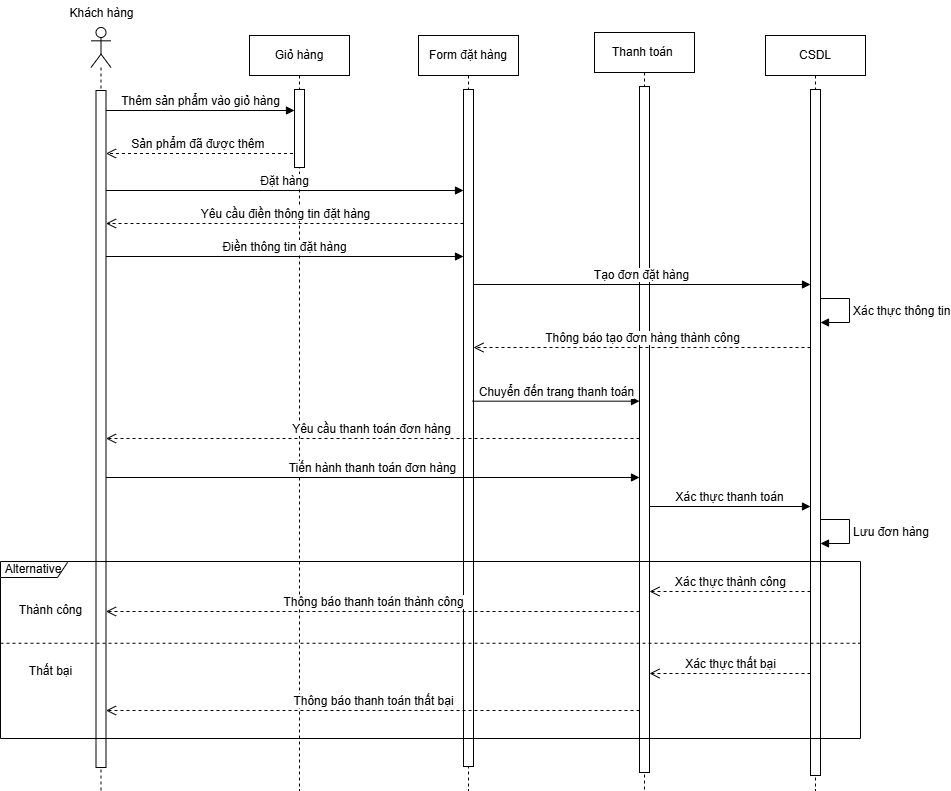 Khách hàng
Giỏ hàng
Form đặt hàng
Thanh toán
CSDL
Thêm sản phẩm vào giỏ hàng
Sản phẩm đã được thêm
Đặt hàng
Yêu cầu điền thông tin đặt hàng
Điền thông tin đặt hàng
Tạo đơn đặt hàng
Xác thực thông tin
Thông báo tạo đơn hàng thành công
Chuyển đến trang thanh toán
Yêu cầu thanh toán đơn hàng
Tiến hành thanh toán đơn hàng
Xác thực thanh toán
Lưu đơn hàng
Alternative
Xác thực thành công
Thành công
Thông báo thanh toán thành công
Thất bại
Xác thực thất bại
Thông báo thanh toán thất bại